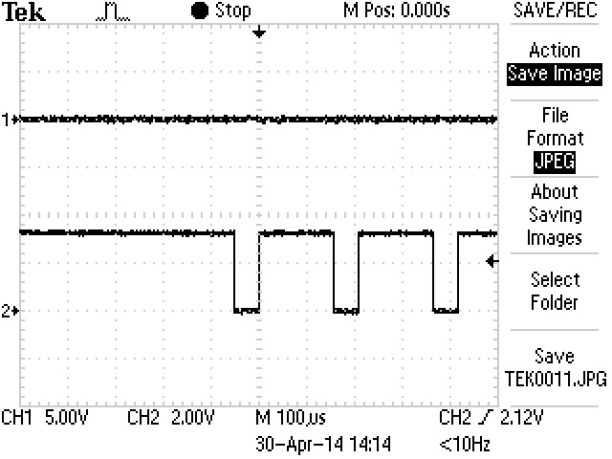 Tek Stop M Pos: 0.000s SAVE/REC
Action
Save Image
1
File
Format
JPEG
About
Saving
Images
Select
Folder
2
Save
TEK0011.JPG
CH1 5.00V CH2 2.00V M 100µs CH2 2.12V
30-Apr-14 14:14 <10Hz